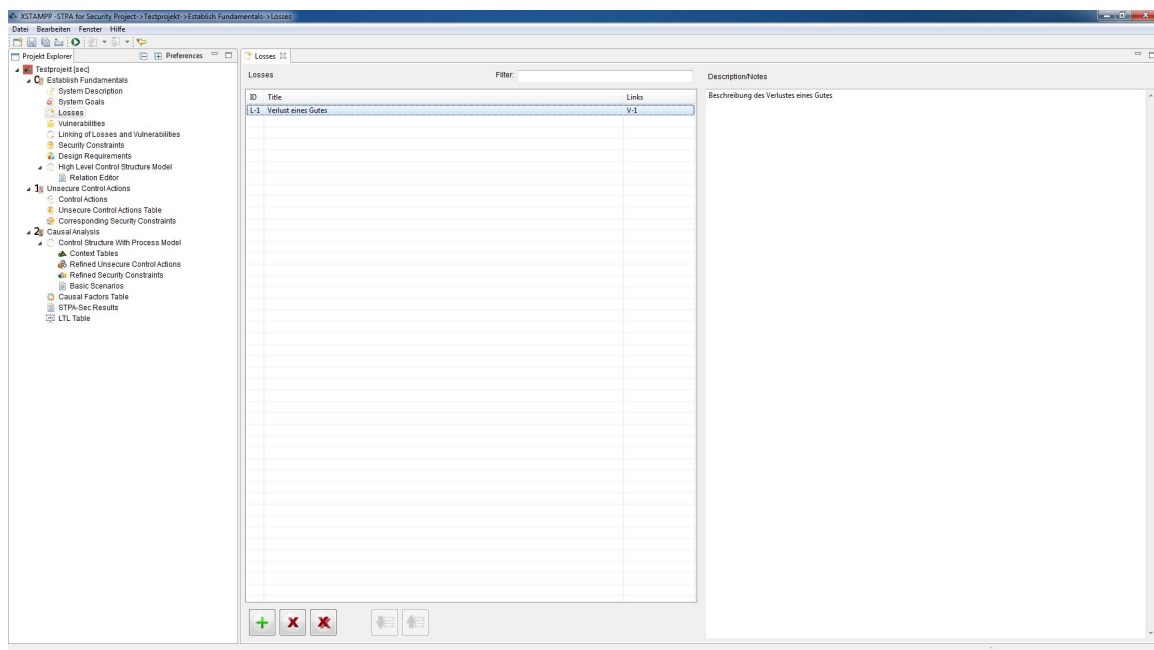 XSTAMPP -STPA for Security Project->Testprojekt->Establish Fundamentals->Losses
Datei Bearbeiten Fenster Hilfe
Projekt Explorer
Preferences
Testprojekt [sec]
0 Establish Fundamentals
System Description
System Goals
Losses
Vulnerabilities
Linking of Losses and Vulnerabilities
Security Constraints
Design Requirements
High Level Control Structure Model
Relation Editor
1 Unsecure Control Actions
Control Actions
Unsecure Control Actions Table
Corresponding Security Constraints
2 Causal Analysis
Control Structure With Process Model
Context Tables
Refined Unsecure Control Actions
Refined Security Constraints
Basic Scenarios
Causal Factors Table
STPA-Sec Results
LTL Table
Losses
Losses Filter:
ID Title Links
L-1 Verlust eines Gutes V-1
Description/Notes
Beschreibung des Verlustes eines Gutes